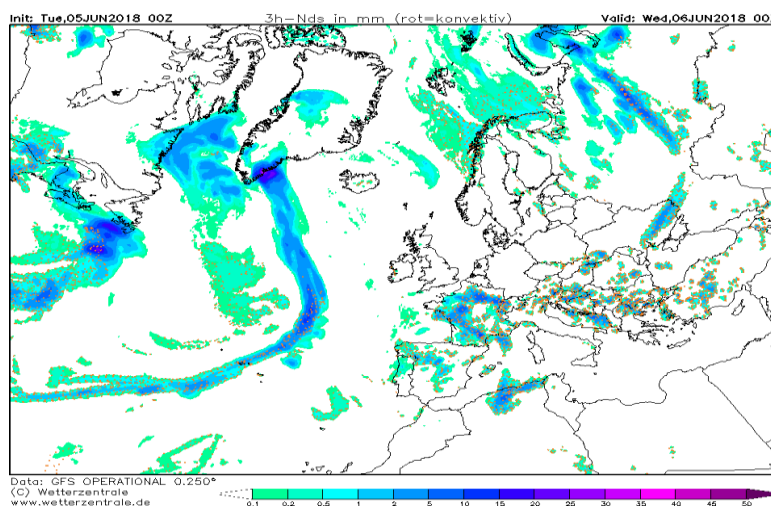 Init: Tue,05JUN2018 00Z 3h-Nds in mm (rot=konvektiv) Valid: Wed,06JUN2018 00
Data: GFS OPERATIONAL 0.250°
(C) Wetterzentrale
www.wetterzentrale.de
0.1 0.2 0.5 1 2 5 10 15 20 25 30 35 40 45 50